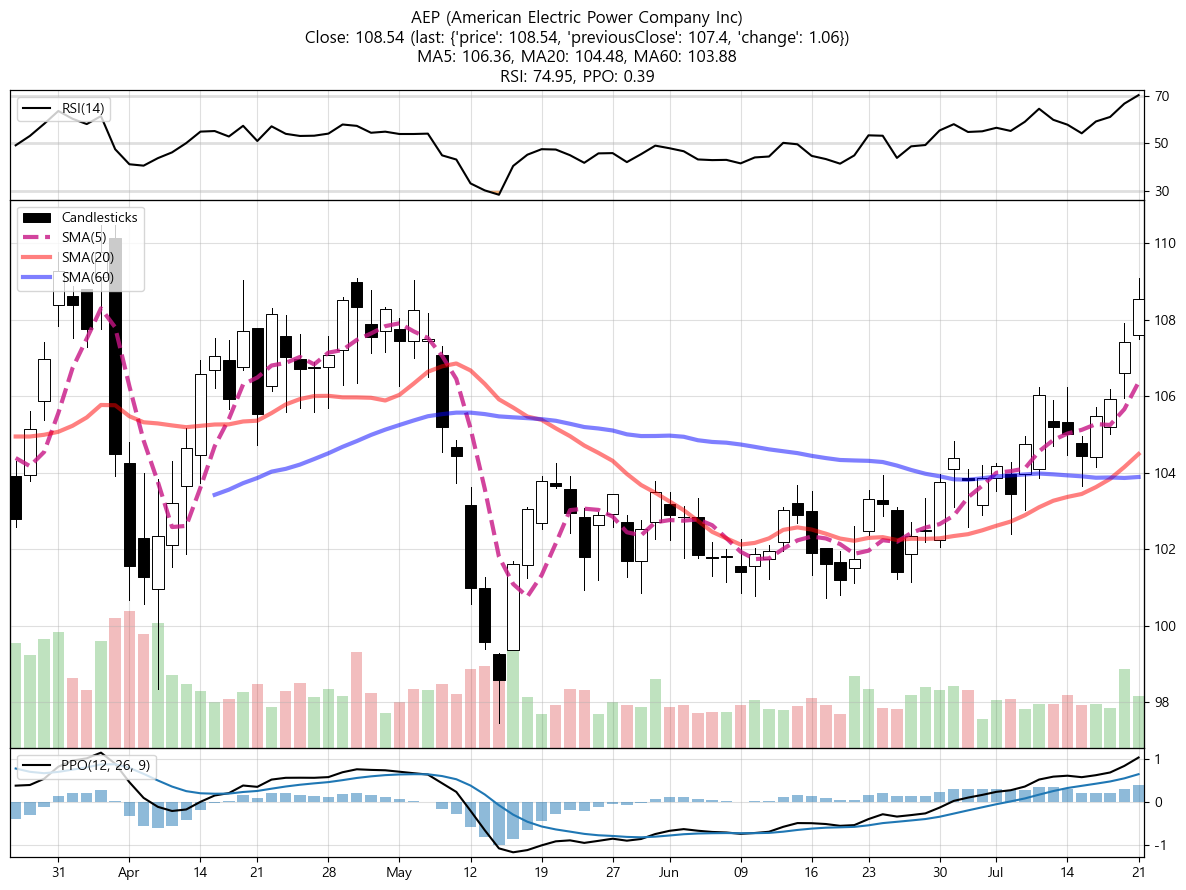 AEP (American Electric Power Company Inc)
Close: 108.54 (last: {'price': 108.54, 'previousClose': 107.4, 'change': 1.06})
MA5: 106.36, MA20: 104.48, MA60: 103.88
RSI: 74.95, PPO: 0.39
RSI(14)
70
50
30
Candlesticks
SMA(5)
SMA(20)
SMA(60)
110
108
106
104
102
100
98
PPO(12, 26, 9)
1
0
-1
31 Apr 14 21 28 May 12 19 27 Jun 09 16 23 30 Jul 14 21